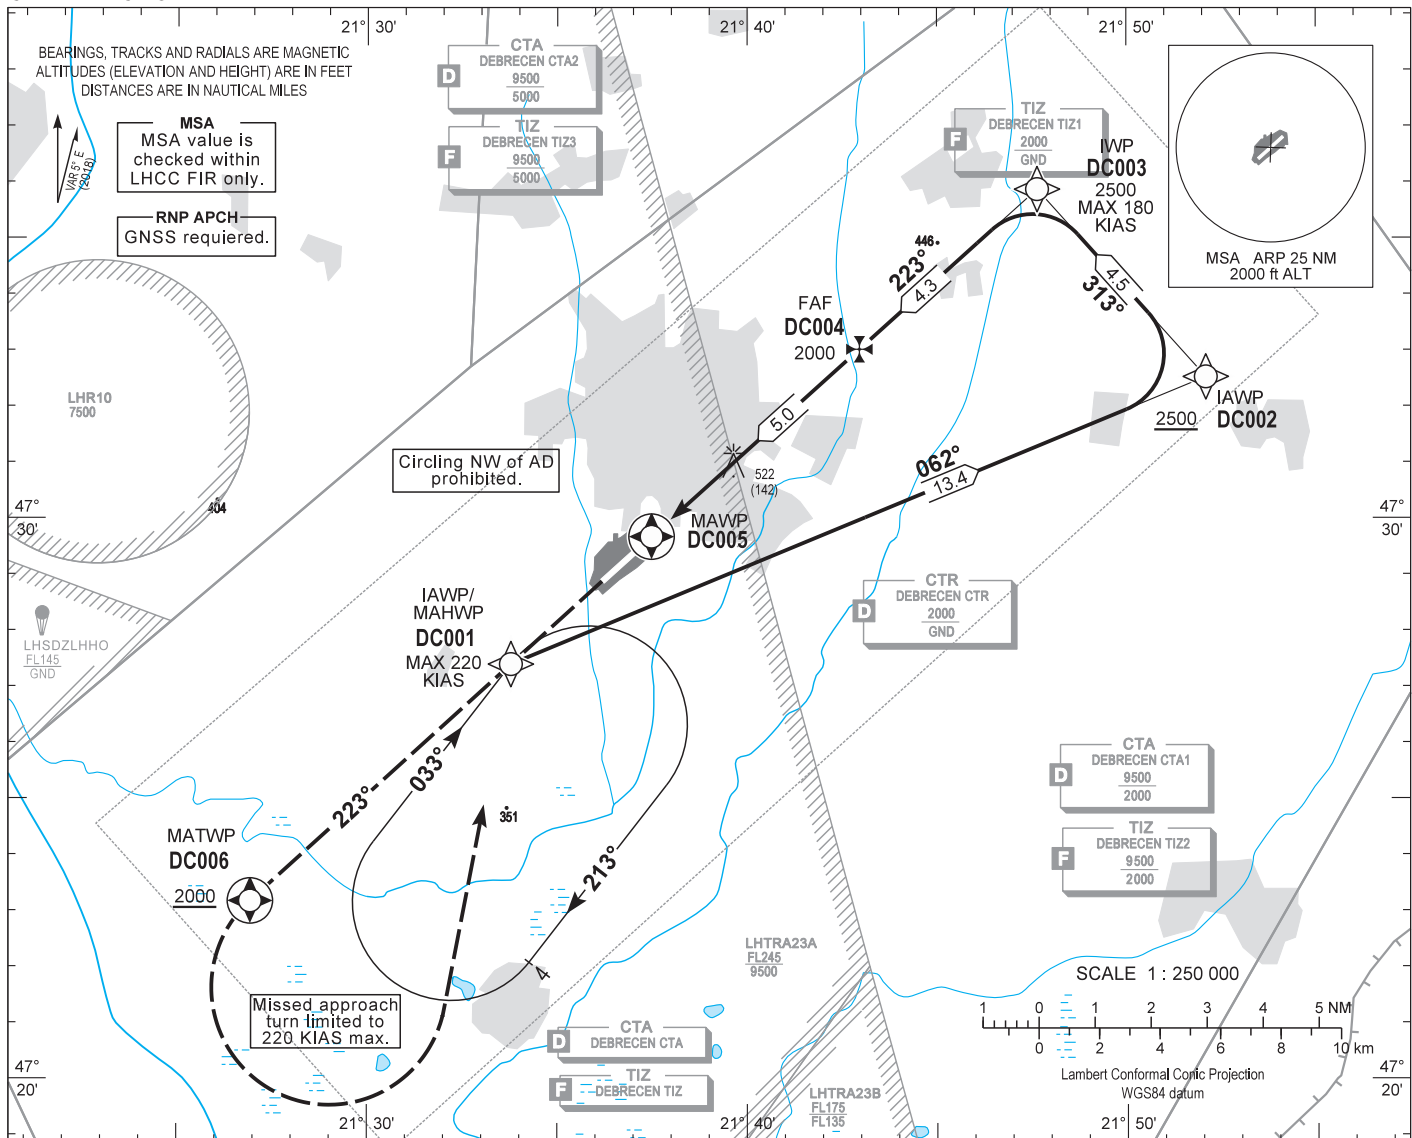 21° 30'
21° 40'
21° 50'
BEARINGS, TRACKS AND RADIALS ARE MAGNETIC
ALTITUDES (ELEVATION AND HEIGHT) ARE IN FEET
DISTANCES ARE IN NAUTICAL MILES
VAR 5° E
(2018)
MSA
MSA value is
checked within
LHCC FIR only.
RNP APCH
GNSS requiered.
D
CTA
DEBRECEN CTA2
9500
5000
F
TIZ
DEBRECEN TIZ3
9500
5000
F
TIZ
DEBRECEN TIZ1
2000
GND
IWP
DC003
2500
MAX 180
KIAS
MSA ARP 25 NM
2000 ft ALT
446
223°
4.3
4.5
313°
FAF
DC004
2000
LHR10
7500
IAWP
DC002
2500
5.0
Circling NW of AD
prohibited.
522
(142)
062°
13.4
404
47°
30'
47°
30'
MAWP
DC005
IAWP/
MAHWP
DC001
MAX 220
KIAS
D
CTR
DEBRECEN CTR
2000
GND
LHSDZLHHO
FL145
GND
033°
223°
351
213°
4
MATWP
DC006
2000
D
CTA
DEBRECEN CTA1
9500
2000
F
TIZ
DEBRECEN TIZ2
9500
2000
LHTRA23A
FL245
9500
Missed approach
turn limited to
220 KIAS max.
D
CTA
DEBRECEN CTA
F
TIZ
DEBRECEN TIZ
LHTRA23B
FL175
FL135
SCALE 1 : 250 000
1 0 1 2 3 4 5 NM
0 2 4 6 8 10 km
Lambert Conformal Conic Projection
WGS84 datum
47°
20'
47°
20'
21° 30'
21° 40'
21° 50'